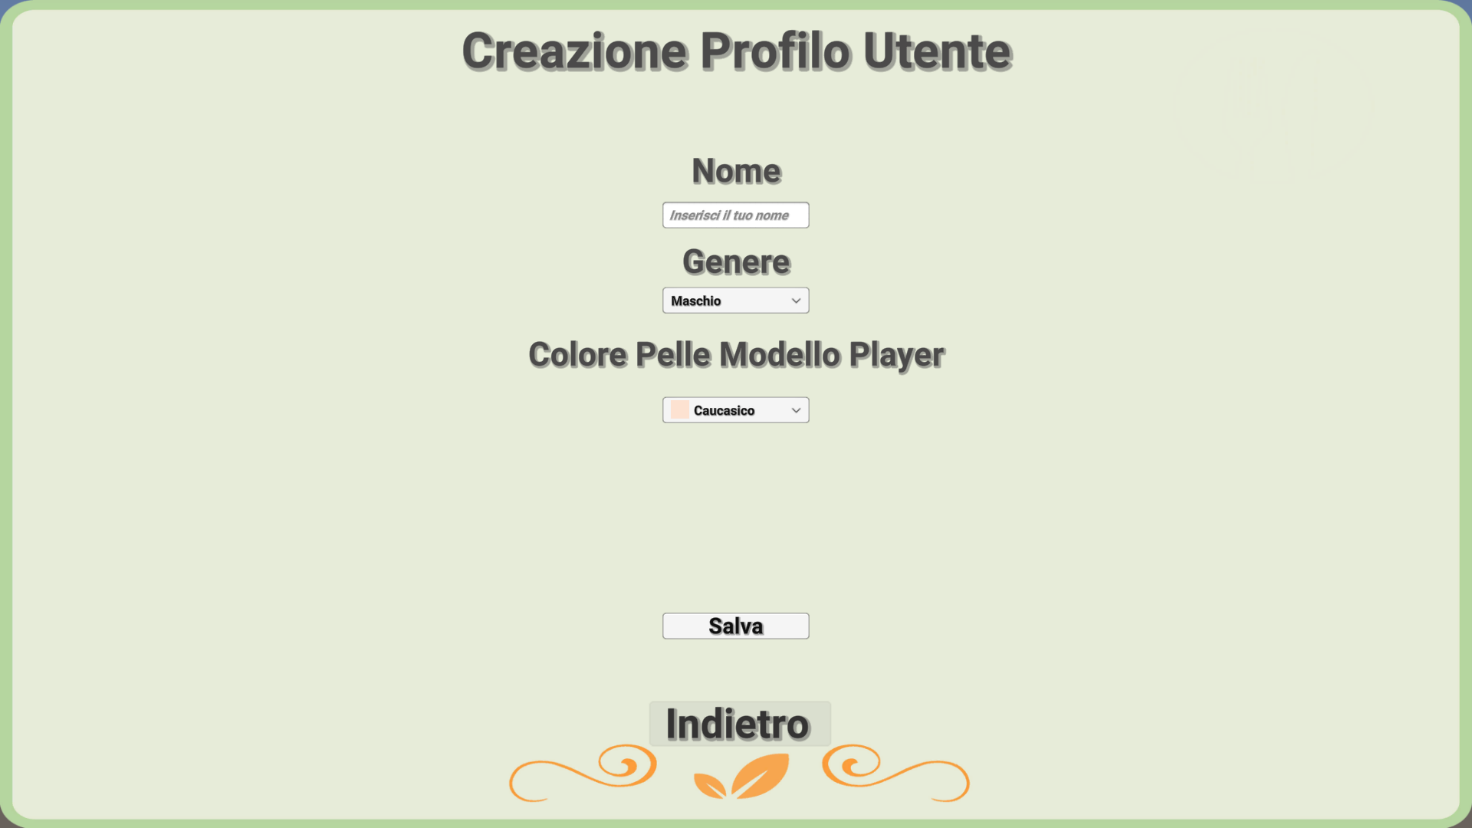 Creazione Profilo Utente
Nome
Inserisci il tuo nome
Genere
Maschio
Colore Pelle Modello Player
Caucasico
Salva
Indietro